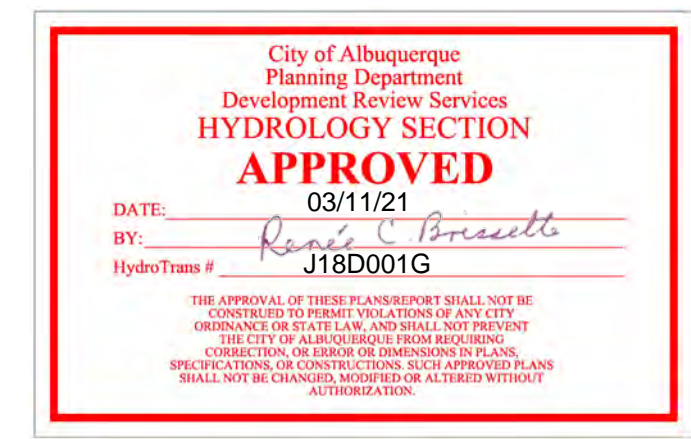 City of Albuquerque
Planning Department
Development Review Services
HYDROLOGY SECTION
APPROVED
DATE: 03/11/21
BY: Renée C. Brissette
HydroTrans # J18D001G
THE APPROVAL OF THESE PLANS/REPORT SHALL NOT BE
CONSTRUED TO PERMIT VIOLATIONS OF ANY CITY
ORDINANCE OR STATE LAW, AND SHALL NOT PREVENT
THE CITY OF ALBUQUERQUE FROM REQUIRING
CORRECTION, OR ERROR OR DIMENSIONS IN PLANS,
SPECIFICATIONS, OR CONSTRUCTIONS. SUCH APPROVED PLANS
SHALL NOT BE CHANGED, MODIFIED OR ALTERED WITHOUT
AUTHORIZATION.